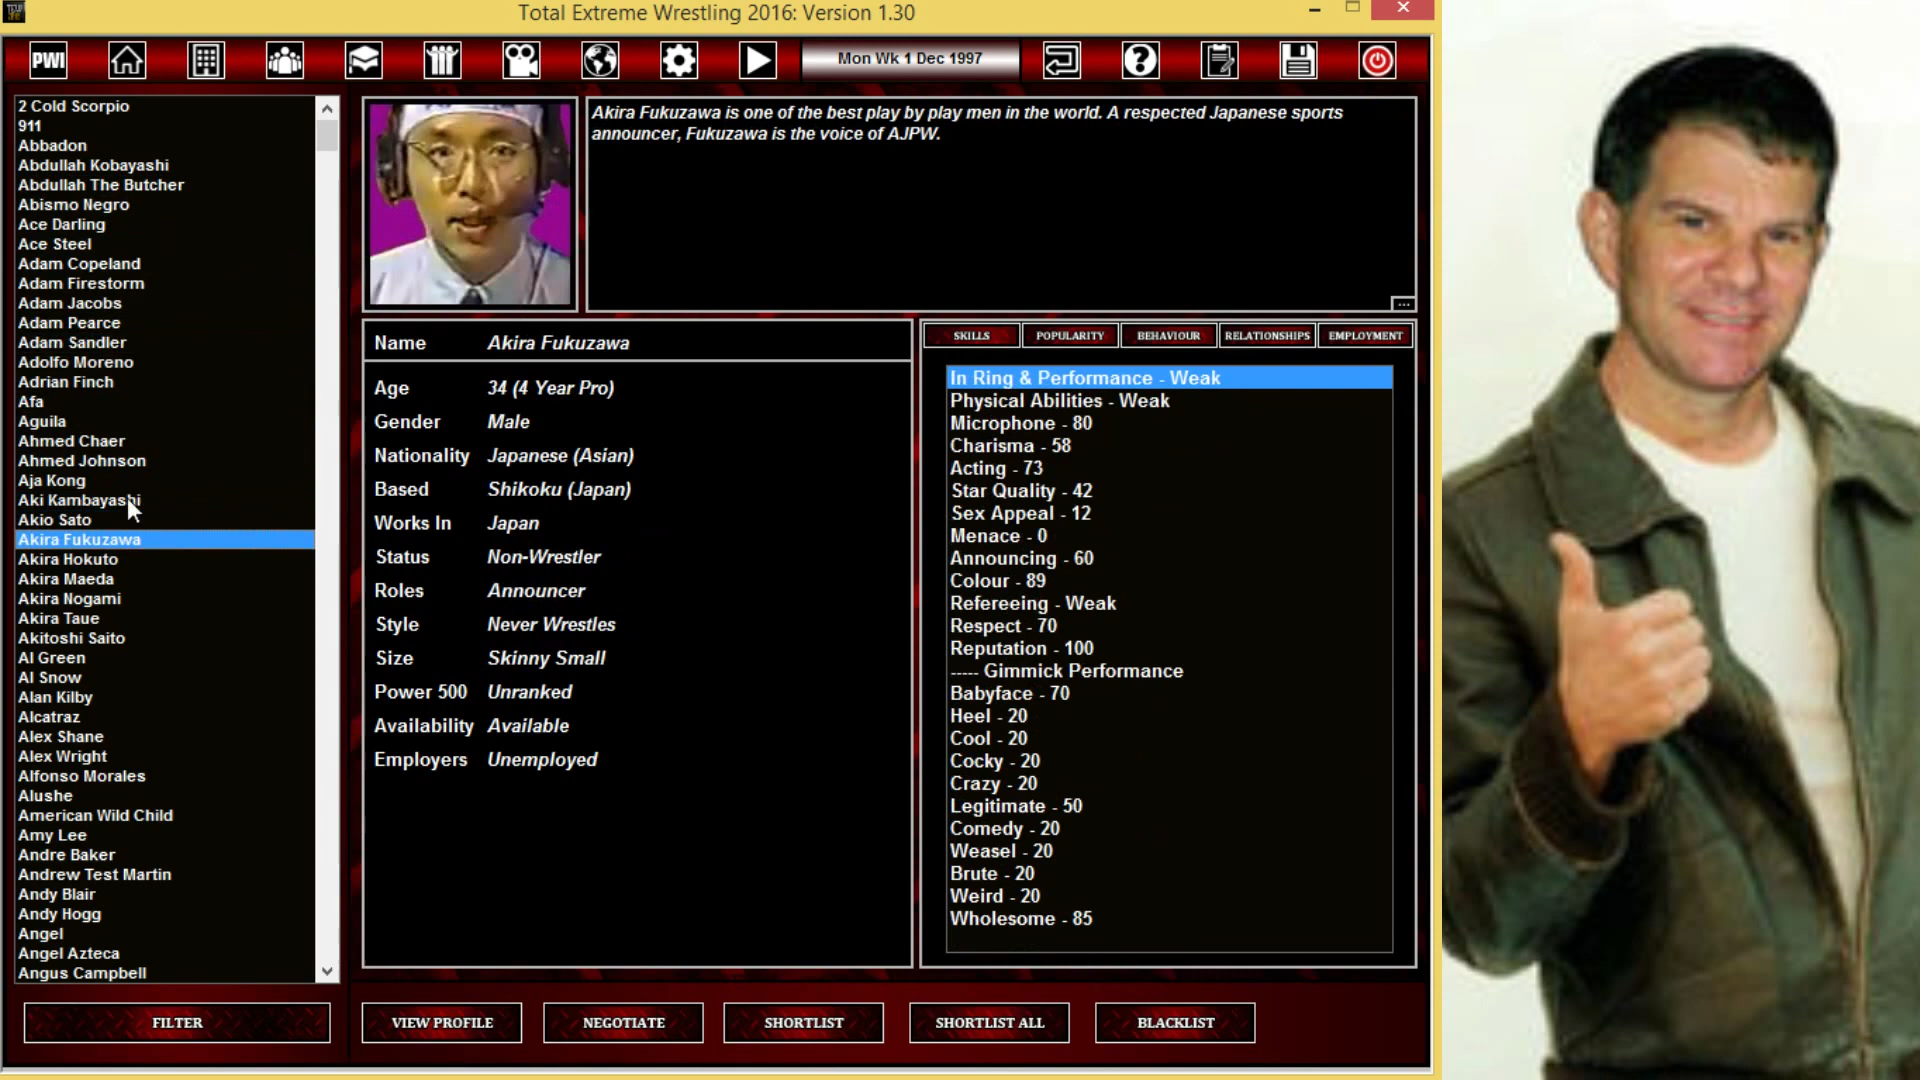 Total Extreme Wrestling 2016: Version 1.30
PWI
Mon Wk 1 Dec 1997
2 Cold Scorpio
911
Abbadon
Abdullah Kobayashi
Abdullah The Butcher
Abismo Negro
Ace Darling
Ace Steel
Adam Copeland
Adam Firestorm
Adam Jacobs
Adam Pearce
Adam Sandler
Adolfo Moreno
Adrian Finch
Afa
Aguila
Ahmed Chaer
Ahmed Johnson
Aja Kong
Aki Kambayashi
Akio Sato
Akira Fukuzawa
Akira Hokuto
Akira Maeda
Akira Nogami
Akira Taue
Akitoshi Saito
Al Green
Al Snow
Alan Kilby
Alcatraz
Alex Shane
Alex Wright
Alfonso Morales
Alushe
American Wild Child
Amy Lee
Andre Baker
Andrew Test Martin
Andy Blair
Andy Hogg
Angel
Angel Azteca
Angus Campbell
FILTER
Akira Fukuzawa is one of the best play by play men in the world. A respected Japanese sports
announcer, Fukuzawa is the voice of AJPW.
...
Name Akira Fukuzawa
Age 34 (4 Year Pro)
Gender Male
Nationality Japanese (Asian)
Based Shikoku (Japan)
Works In Japan
Status Non-Wrestler
Roles Announcer
Style Never Wrestles
Size Skinny Small
Power 500 Unranked
Availability Available
Employers Unemployed
SKILLS POPULARITY BEHAVIOUR RELATIONSHIPS EMPLOYMENT
In Ring & Performance - Weak
Physical Abilities - Weak
Microphone - 80
Charisma - 58
Acting - 73
Star Quality - 42
Sex Appeal - 12
Menace - 0
Announcing - 60
Colour - 89
Refereeing - Weak
Respect - 70
Reputation - 100
----- Gimmick Performance
Babyface - 70
Heel - 20
Cool - 20
Cocky - 20
Crazy - 20
Legitimate - 50
Comedy - 20
Weasel - 20
Brute - 20
Weird - 20
Wholesome - 85
VIEW PROFILE NEGOTIATE SHORTLIST SHORTLIST ALL BLACKLIST